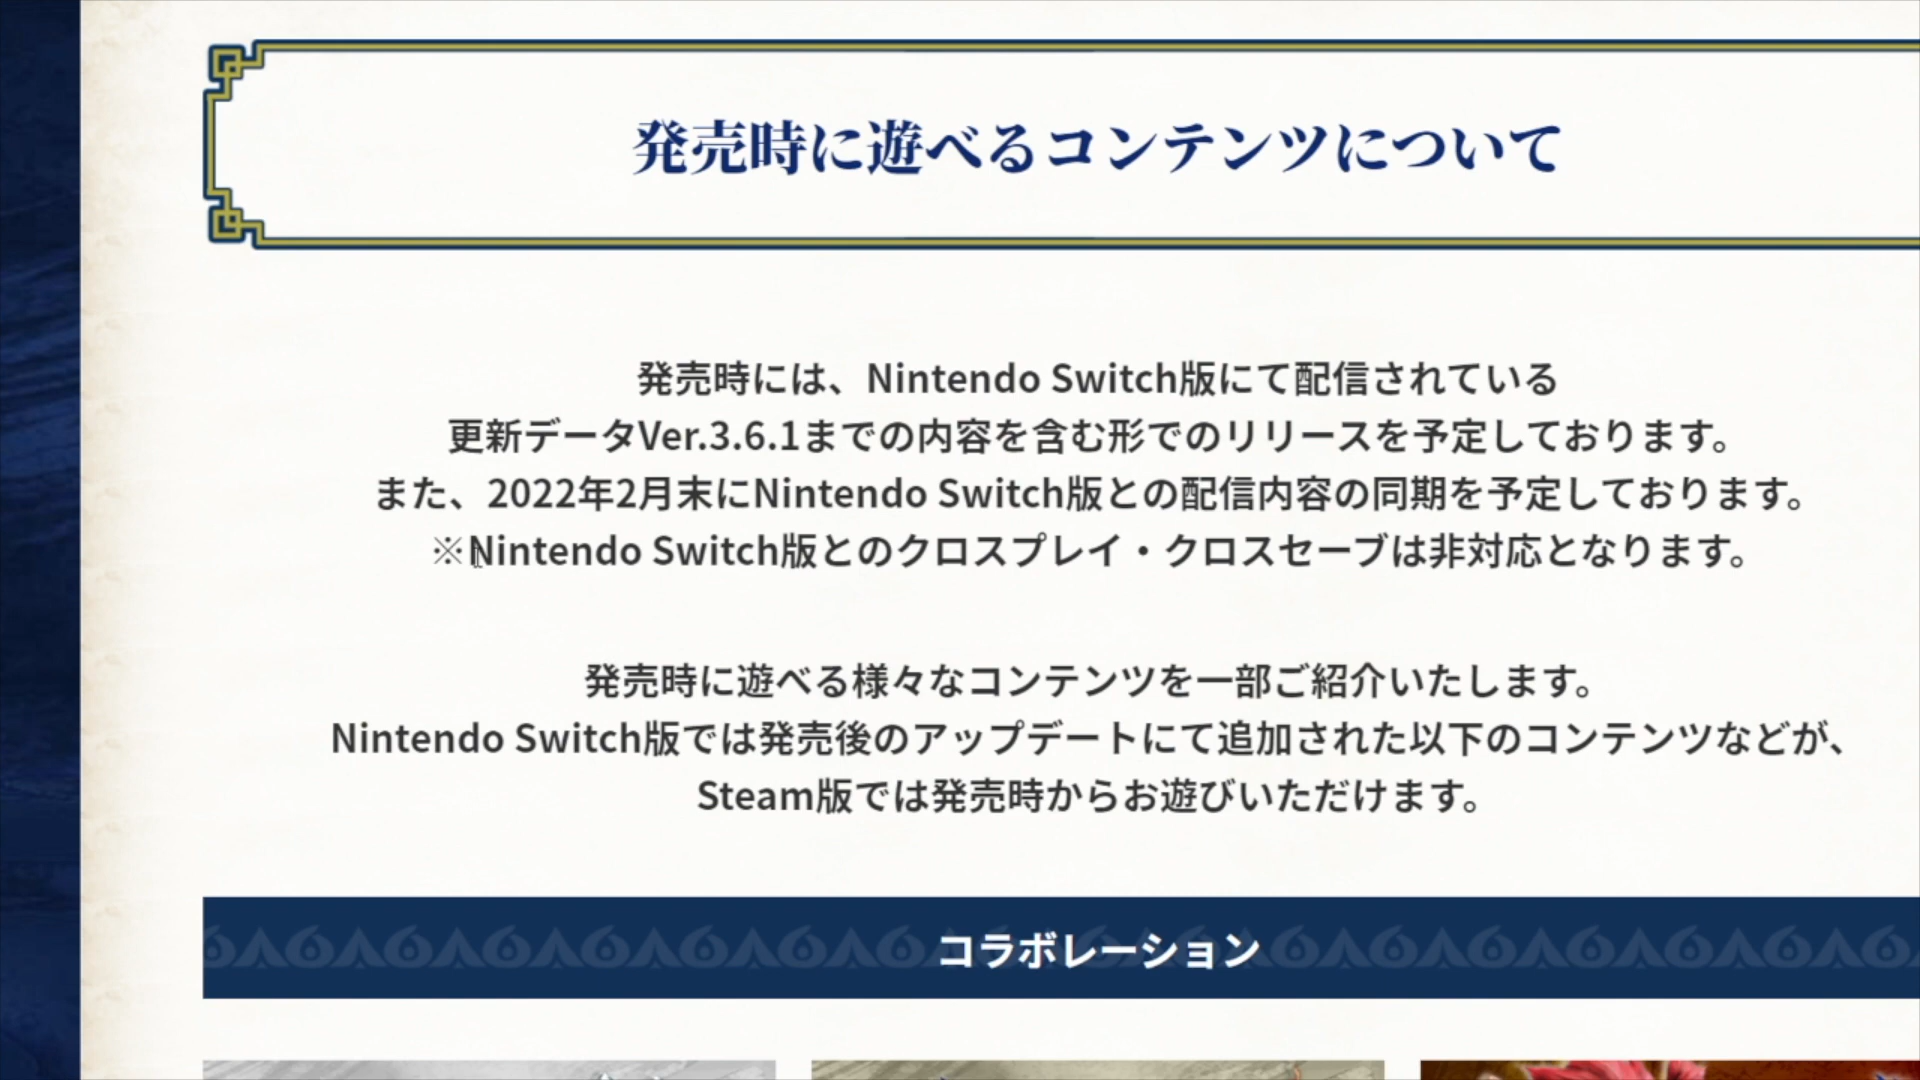 発売時に遊べるコンテンツについて
発売時には、Nintendo Switch版にて配信されている
更新データVer.3.6.1までの内容を含む形でのリリースを予定しております。
また、2022年2月末にNintendo Switch版との配信内容の同期を予定しております。
※Nintendo Switch版とのクロスプレイ・クロスセーブは非対応となります。
発売時に遊べる様々なコンテンツを一部ご紹介いたします。
Nintendo Switch版では発売後のアップデートにて追加された以下のコンテンツなどが、
Steam版では発売時からお遊びいただけます。
コラボレーション